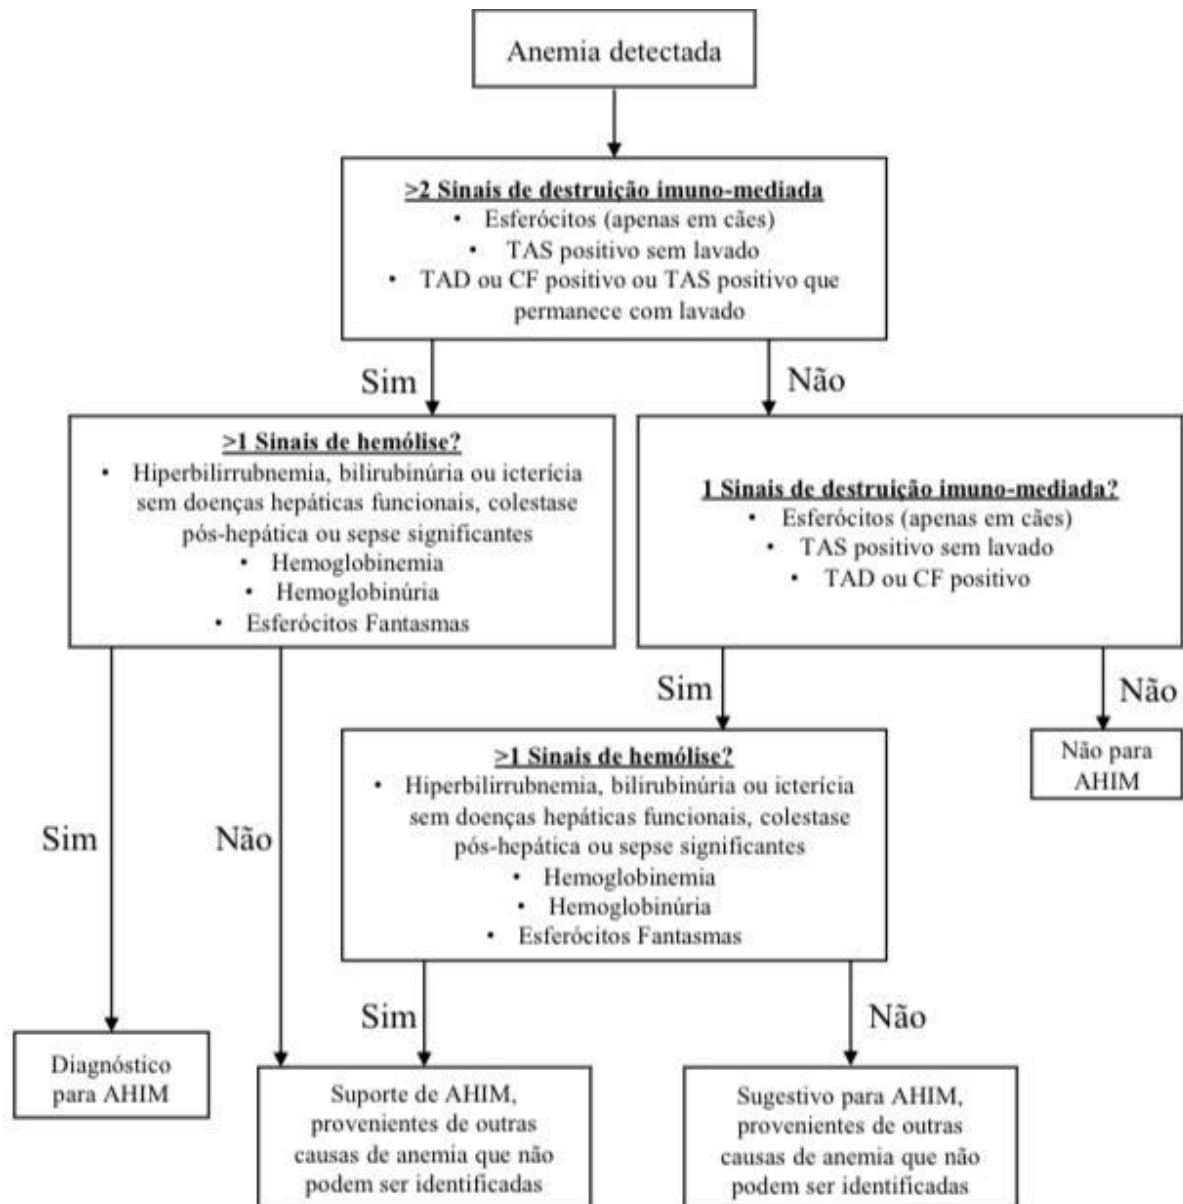 Anemia detectada
>2 Sinais de destruição imuno-mediada
• Esferócitos (apenas em cães)
• TAS positivo sem lavado
• TAD ou CF positivo ou TAS positivo que
permanece com lavado
Sim
Não
>1 Sinais de hemólise?
• Hiperbilirrubnemia, bilirubinúria ou icterícia
sem doenças hepáticas funcionais, colestase
pós-hepática ou sepse significantes
• Hemoglobinemia
• Hemoglobinúria
• Esferócitos Fantasmas
1 Sinais de destruição imuno-mediada?
• Esferócitos (apenas em cães)
• TAS positivo sem lavado
• TAD ou CF positivo
Sim
Não
Sim
Não
>1 Sinais de hemólise?
• Hiperbilirrubnemia, bilirubinúria ou icterícia
sem doenças hepáticas funcionais, colestase
pós-hepática ou sepse significantes
• Hemoglobinemia
• Hemoglobinúria
• Esferócitos Fantasmas
Não para
AHIM
Sim
Não
Diagnóstico
para AHIM
Suporte de AHIM,
provenientes de outras
causas de anemia que não
podem ser identificadas
Sugestivo para AHIM,
provenientes de outras
causas de anemia que não
podem ser identificadas